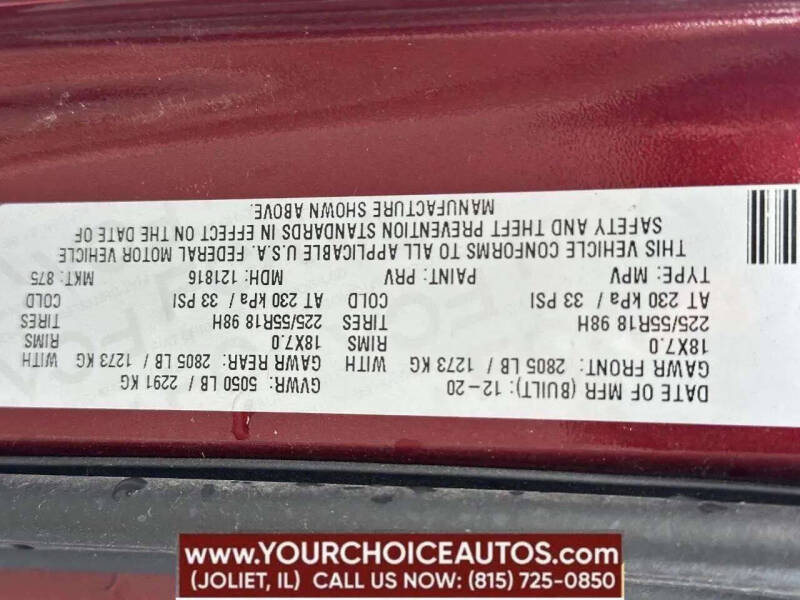 DATE OF MFR (BUILT): 12-20 GVWR: 5050 LB / 2291 KG
GAWR FRONT: 2805 LB / 1273 KG WITH GAWR REAR: 2805 LB / 1273 KG WITH
18X7.0 RIMS 18X7.0 RIMS
225/55R18 98H TIRES 225/55R18 98H TIRES
AT 230 kPa / 33 PSI COLD AT 230 kPa / 33 PSI COLD
TYPE: MPV PAINT: PRV MDH: 121816 MKT: 875
THIS VEHICLE CONFORMS TO ALL APPLICABLE U.S.A. FEDERAL MOTOR VEHICLE
SAFETY AND THEFT PREVENTION STANDARDS IN EFFECT ON THE DATE OF
MANUFACTURE SHOWN ABOVE.
www.YOURCHOICEAUTOS.com
(JOLIET, IL) CALL US NOW: (815) 725-0850